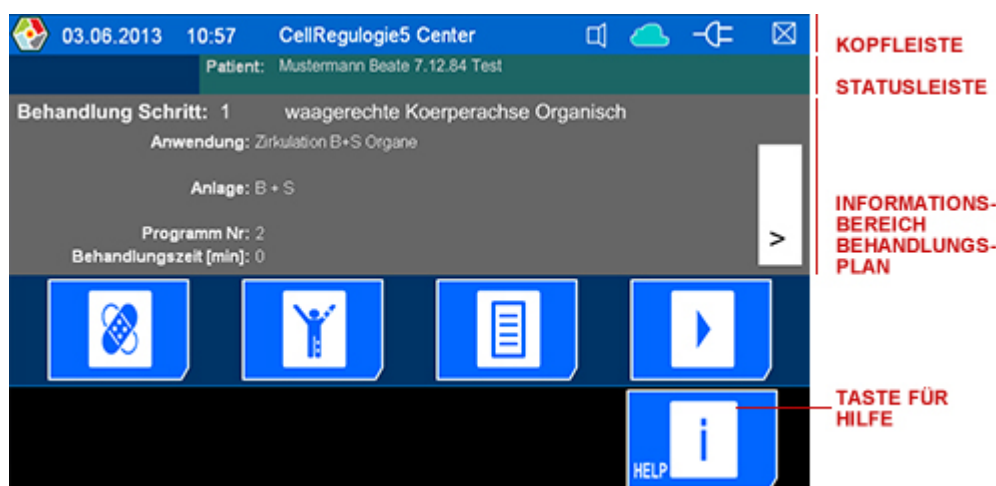 03.06.2013 10:57 CellRegulogie5 Center
KOPFLEISTE
Patient: Mustermann Beate 7.12.84 Test
STATUSLEISTE
Behandlung Schritt: 1 waagerechte Koerperachse Organisch
Anwendung: Zirkulation B+S Organe
Anlage: B + S
Programm Nr: 2
Behandlungszeit [min]: 0
>
INFORMATIONS-
BEREICH
BEHANDLUNGS-
PLAN
TASTE FÜR
HILFE
HELP i